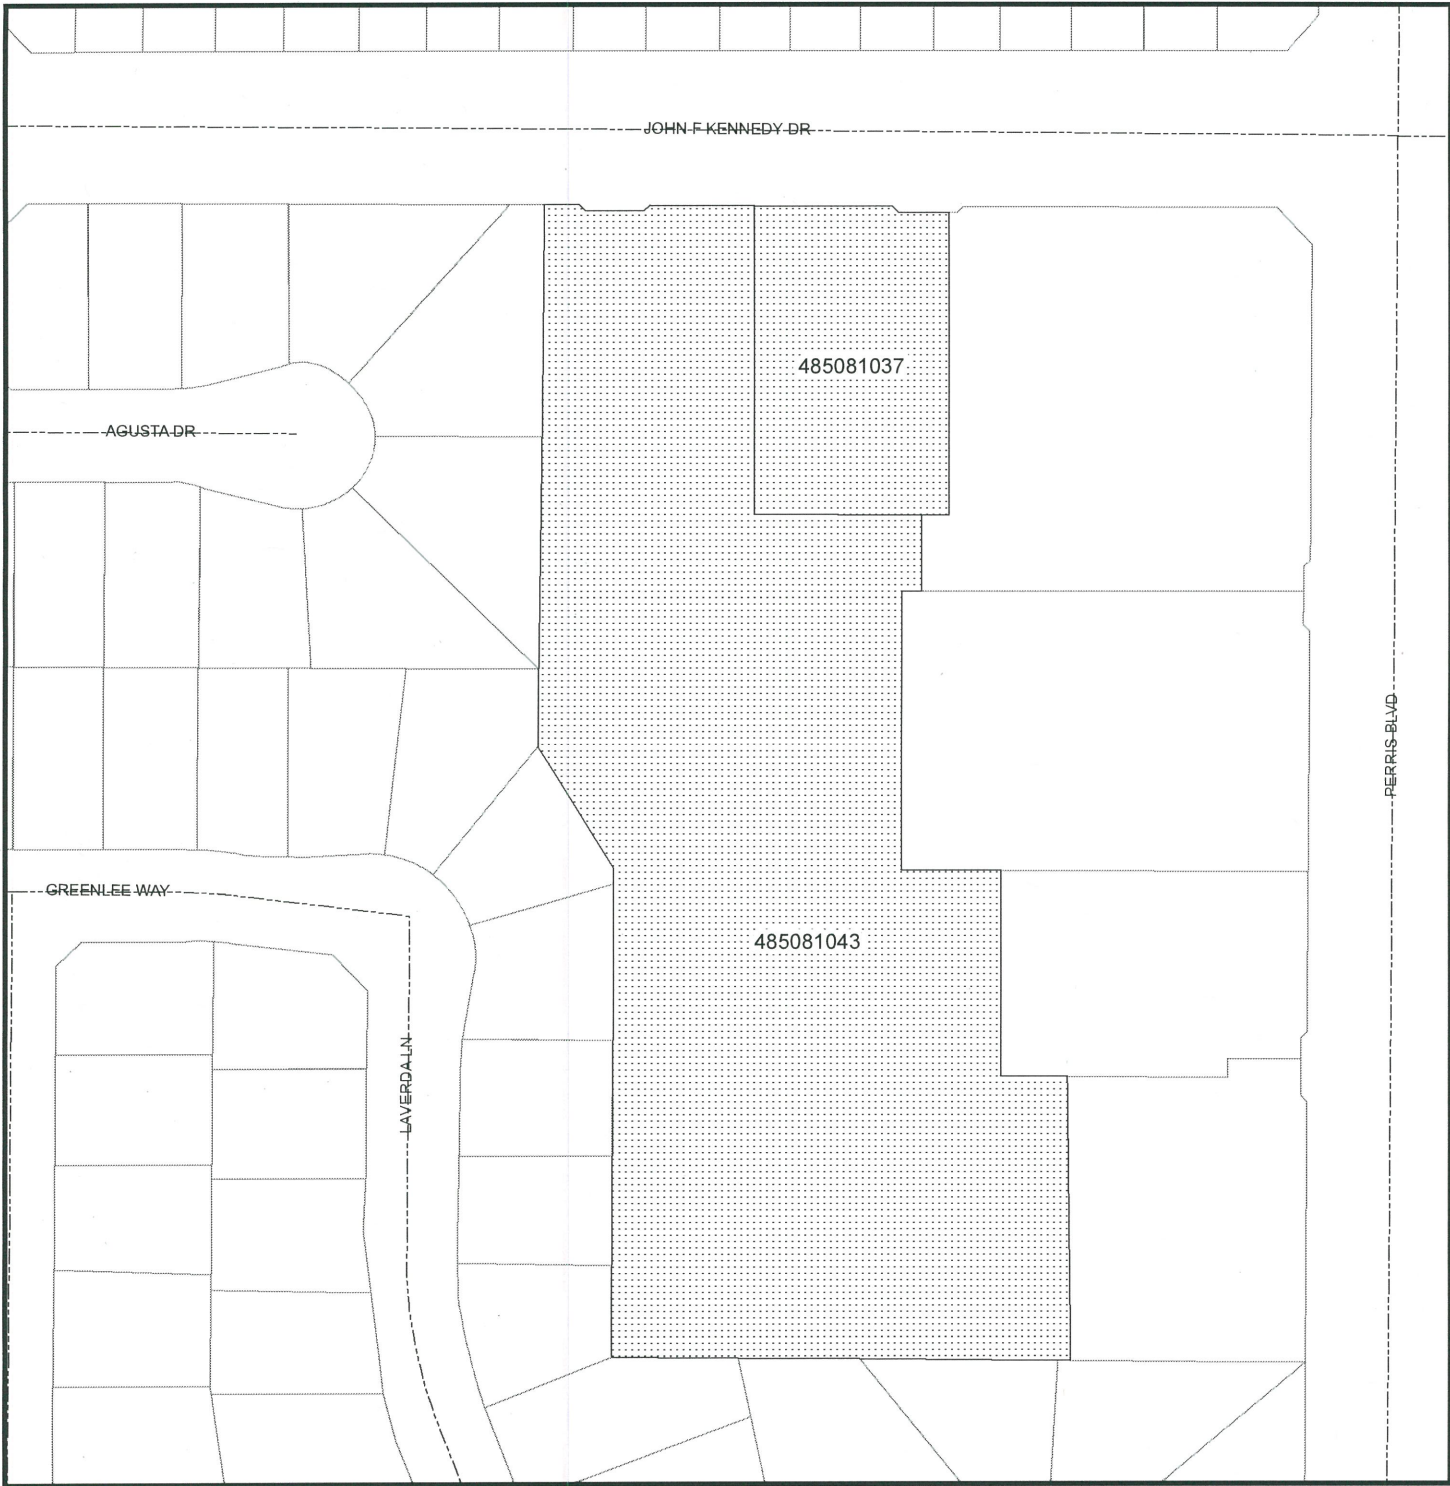 JOHN F KENNEDY DR
485081037
AGUSTA DR
PERRIS BLVD
GREENLEE WAY
485081043
LAVERDA LN